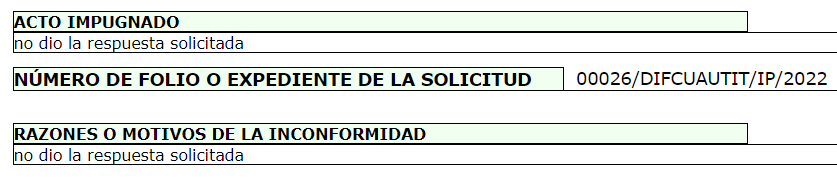 ACTO IMPUGNADO
no dio la respuesta solicitada
NÚMERO DE FOLIO O EXPEDIENTE DE LA SOLICITUD 00026/DIFCUAUTIT/IP/2022
RAZONES O MOTIVOS DE LA INCONFORMIDAD
no dio la respuesta solicitada